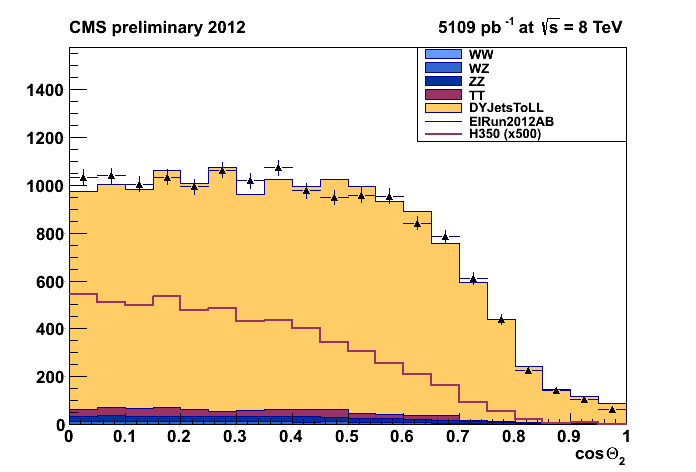 CMS preliminary 2012
5109 pb⁻¹ at √s = 8 TeV
WW
WZ
ZZ
TT
DYJetsToLL
ElRun2012AB
H350 (x500)
1400
1200
1000
800
600
400
200
0
0 0.1 0.2 0.3 0.4 0.5 0.6 0.7 0.8 0.9 1
cosΘ₂